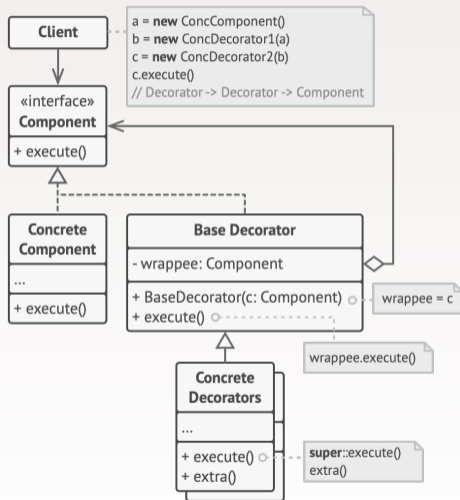 Client
a = new ConcComponent()
b = new ConcDecorator1(a)
c = new ConcDecorator2(b)
c.execute()
// Decorator -> Decorator -> Component
«interface»
Component
+ execute()
Concrete
Component
...
+ execute()
Base Decorator
- wrappee: Component
+ BaseDecorator(c: Component)
+ execute()
wrappee = c
wrappee.execute()
Concrete
Decorators
...
+ execute()
+ extra()
super::execute()
extra()